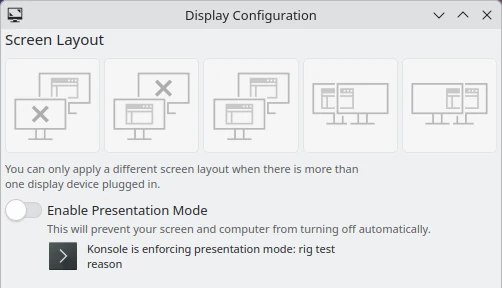 Display Configuration
Screen Layout
You can only apply a different screen layout when there is more than
one display device plugged in.
Enable Presentation Mode
This will prevent your screen and computer from turning off automatically.
Konsole is enforcing presentation mode: rig test
reason